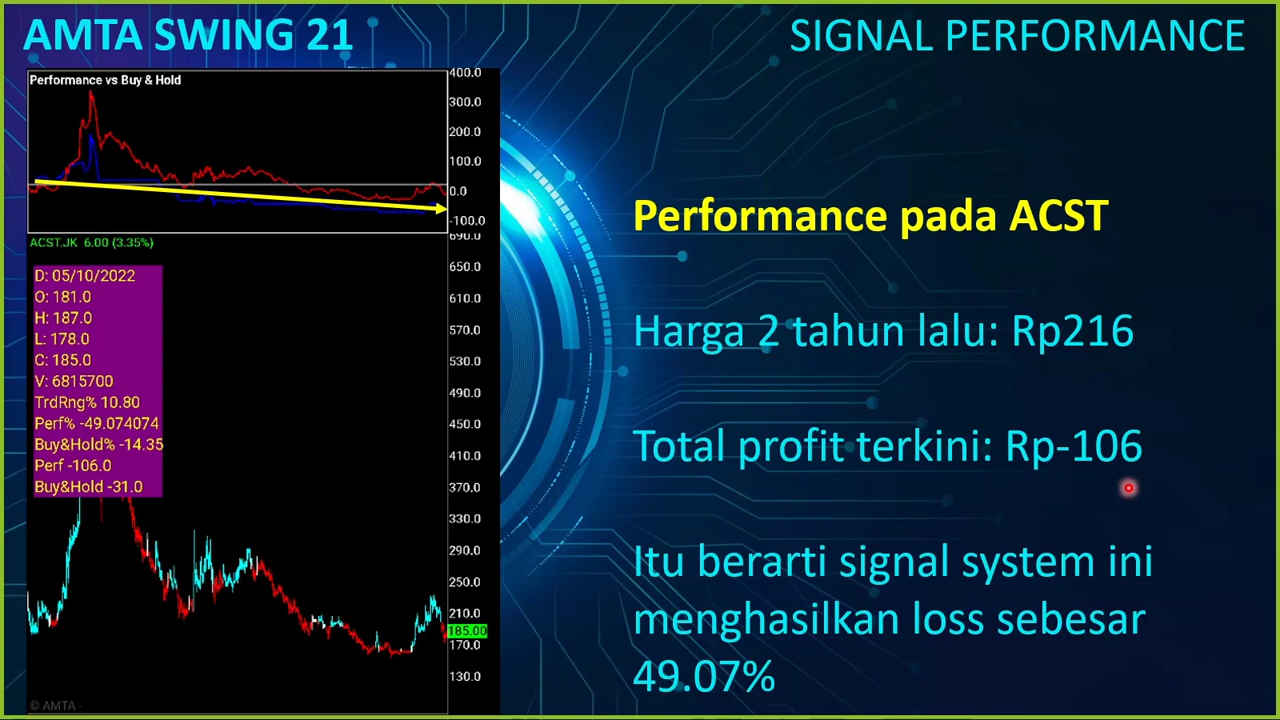 AMTA SWING 21
SIGNAL PERFORMANCE
Performance vs Buy & Hold
400.0
300.0
200.0
100.0
0.0
-100.0
ACST.JK 6.00 (3.35%)
690.0
650.0
610.0
570.0
530.0
490.0
450.0
410.0
370.0
330.0
290.0
250.0
210.0
185.00
170.0
130.0
D: 05/10/2022
O: 181.0
H: 187.0
L: 178.0
C: 185.0
V: 6815700
TrdRng% 10.80
Perf% -49.074074
Buy&Hold% -14.35
Perf -106.0
Buy&Hold -31.0
© AMTA -
Performance pada ACST
Harga 2 tahun lalu: Rp216
Total profit terkini: Rp-106
Itu berarti signal system ini
menghasilkan loss sebesar
49.07%